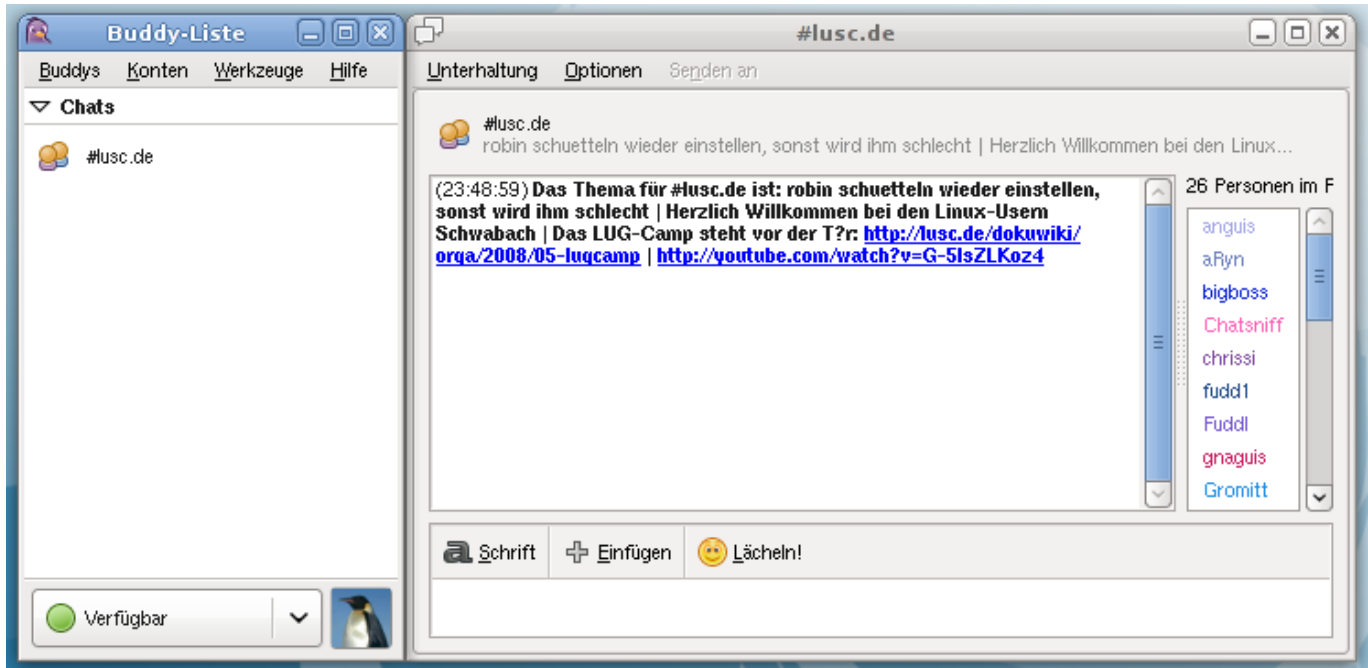 Buddy-Liste
Buddys Konten Werkzeuge Hilfe
Chats
#lusc.de
Verfügbar
#lusc.de
Unterhaltung Optionen Senden an
#lusc.de
robin schuetteln wieder einstellen, sonst wird ihm schlecht | Herzlich Willkommen bei den Linux...
(23:48:59) Das Thema für #lusc.de ist: robin schuetteln wieder einstellen,
sonst wird ihm schlecht | Herzlich Willkommen bei den Linux-Usern
Schwabach | Das LUG-Camp steht vor der T?r: http://lusc.de/dokuwiki/
orga/2008/05-lugcamp | http://youtube.com/watch?v=G-5IsZLKoz4
26 Personen im F
anguis
aRyn
bigboss
Chatsniff
chrissi
fudd1
Fuddl
gnaguis
Gromitt
Schrift Einfügen Lächeln!